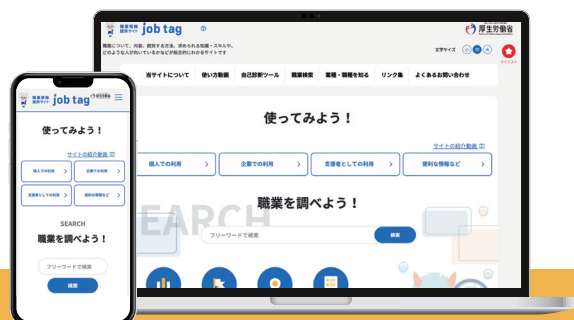 職業情報
提供サイト
job tag
厚生労働省
職業について、内容、就労する方法、求められる知識・スキルや、
どのような人が向いているかなどが総合的にわかるサイトです
文字サイズ 小 中 大
マイリスト
当サイトについて 使い方動画 自己診断ツール 職業検索 業種・職種を知る リンク集 よくあるお問い合わせ
使ってみよう！
サイトの紹介動画
個人での利用
企業での利用
支援者としての利用
便利な情報など
SEARCH
職業を調べよう！
フリーワードで検索
検索
職業情報
提供サイト
job tag
使ってみよう！
サイトの紹介動画
個人での利用
企業での利用
支援者としての利用
便利な情報など
SEARCH
職業を調べよう！
フリーワードで検索
検索